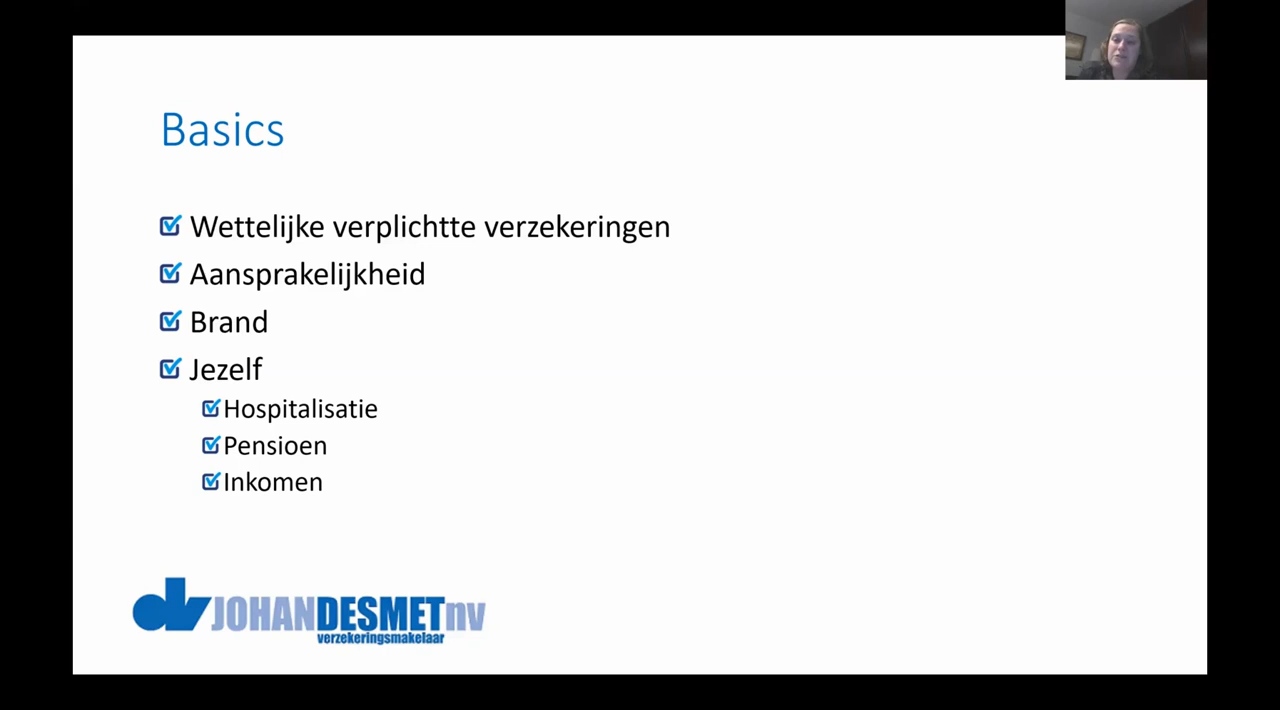 Basics
Wettelijke verplichtte verzekeringen
Aansprakelijkheid
Brand
Jezelf
Hospitalisatie
Pensioen
Inkomen
JOHANDESMETnv
verzekeringsmakelaar